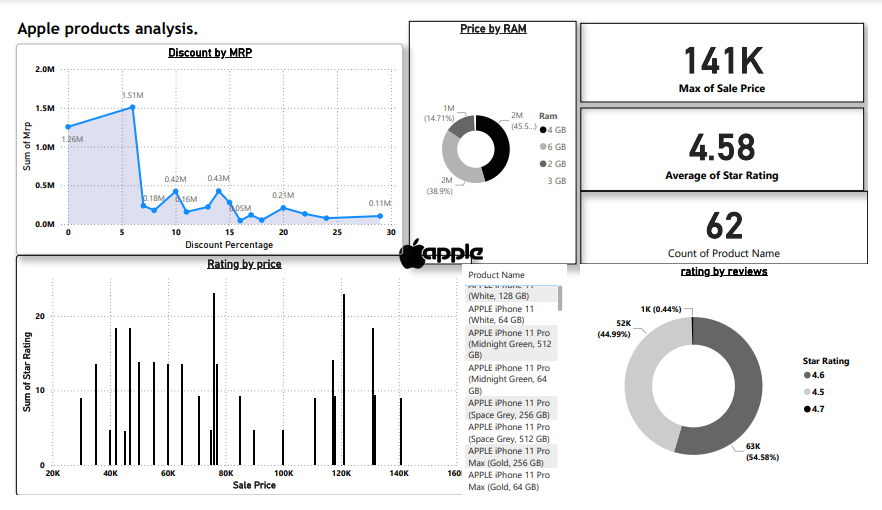 Apple products analysis.
Discount by MRP
2.0M
1.5M
1.0M
0.5M
0.0M
Sum of Mrp
1.26M
1.51M
0.18M
0.42M
0.16M
0.43M
0.05M
0.21M
0.11M
0 5 10 15 20 25 30
Discount Percentage
Price by RAM
1M
(14.71%)
2M
(45.5...)
2M
(38.9%)
Ram
4 GB
6 GB
2 GB
3 GB
141K
Max of Sale Price
4.58
Average of Star Rating
62
Count of Product Name
apple
Rating by price
20
10
0
Sum of Star Rating
20K 40K 60K 80K 100K 120K 140K 160
Sale Price
Product Name
APPLE iPhone 11
(White, 128 GB)
APPLE iPhone 11
(White, 64 GB)
APPLE iPhone 11 Pro
(Midnight Green, 512
GB)
APPLE iPhone 11 Pro
(Midnight Green, 64
GB)
APPLE iPhone 11 Pro
(Space Grey, 256 GB)
APPLE iPhone 11 Pro
(Space Grey, 512 GB)
APPLE iPhone 11 Pro
Max (Gold, 256 GB)
APPLE iPhone 11 Pro
Max (Gold, 64 GB)
rating by reviews
1K (0.44%)
52K
(44.99%)
63K
(54.58%)
Star Rating
4.6
4.5
4.7